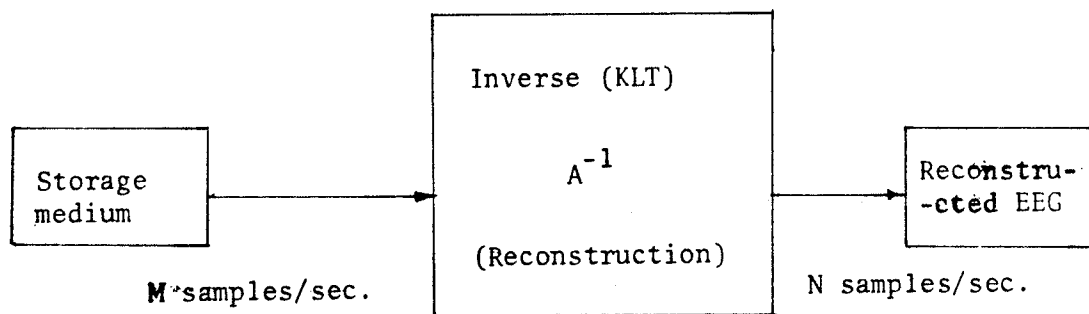 Storage
medium
M samples/sec.
Inverse (KLT)
A^-1
(Reconstruction)
N samples/sec.
Reconstru-
-cted EEG